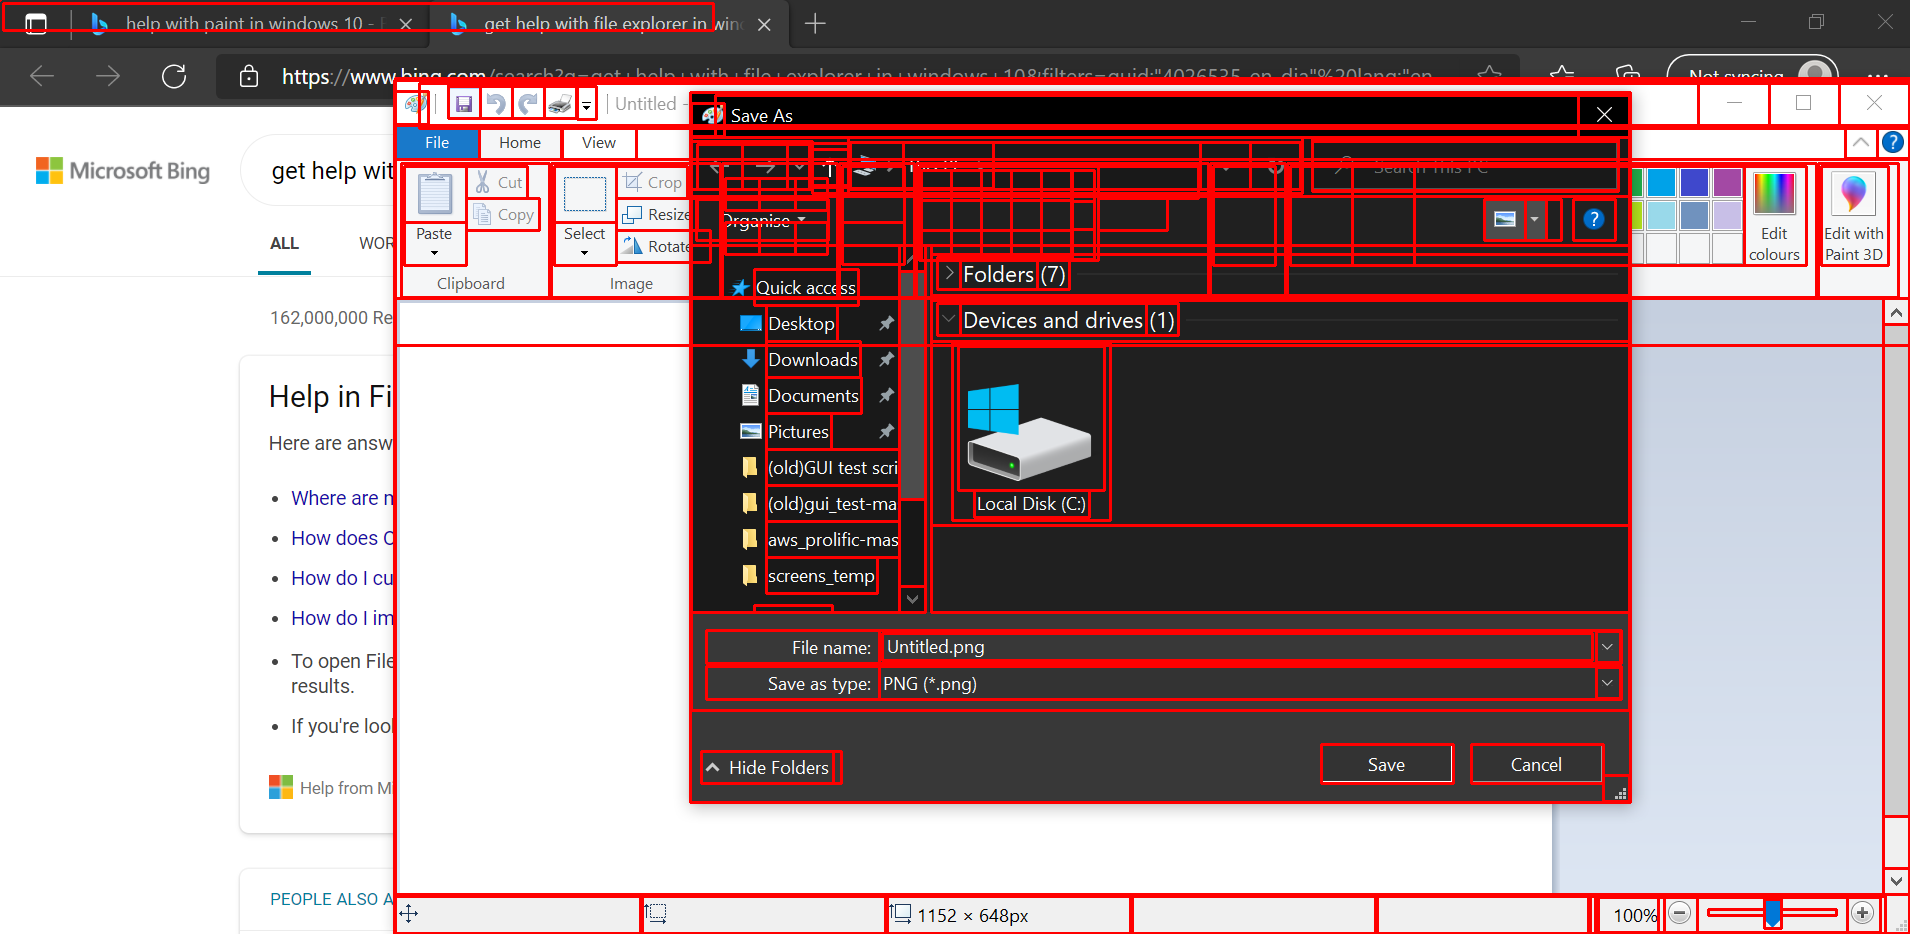 help with paint in windows 10 -
get help with file explorer in win
https://www.bing.com/search?q=get+help+with+file+explorer+in+windows+10&filters=guid:"4026535-en-dia"%20lang:"en
Not syncing
Microsoft Bing
get help wit
ALL
WOR
162,000,000 Re
Help in Fi
Here are answ
Where are n
How does C
How do I cu
How do I im
To open File
results.
If you're lool
Help from Mi
PEOPLE ALSO A
Untitled -
File
Home
View
Paste
Cut
Copy
Clipboard
Select
Crop
Resize
Rotate
Image
Edit
colours
Edit with
Paint 3D
Save As
Search This PC
Organise
Quick access
Desktop
Downloads
Documents
Pictures
(old)GUI test scri
(old)gui_test-ma
aws_prolific-mas
screens_temp
Folders (7)
Devices and drives (1)
Local Disk (C:)
File name:
Untitled.png
Save as type:
PNG (*.png)
Hide Folders
Save
Cancel
1152 × 648px
100%